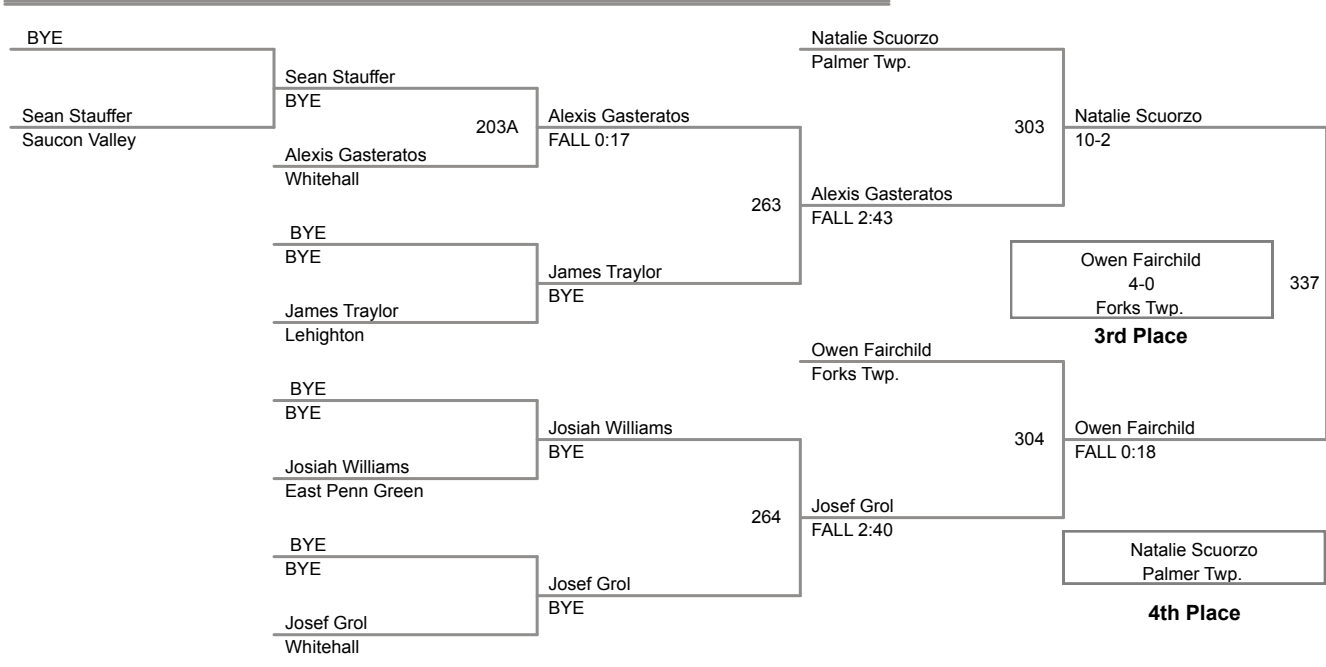 BYE
Sean Stauffer
Saucon Valley
Sean Stauffer
BYE
203A
Alexis Gasteratos
Whitehall
BYE
BYE
James Traylor
Lehighton
BYE
BYE
Josiah Williams
East Penn Green
BYE
BYE
Josef Grol
Whitehall
Alexis Gasteratos
FALL 0:17
263
James Traylor
BYE
Josiah Williams
BYE
264
Josef Grol
BYE
Natalie Scuorzo
Palmer Twp.
303
Alexis Gasteratos
FALL 2:43
Owen Fairchild
Forks Twp.
304
Josef Grol
FALL 2:40
Natalie Scuorzo
10-2
Owen Fairchild
4-0
Forks Twp.
337
3rd Place
Owen Fairchild
FALL 0:18
Natalie Scuorzo
Palmer Twp.
4th Place